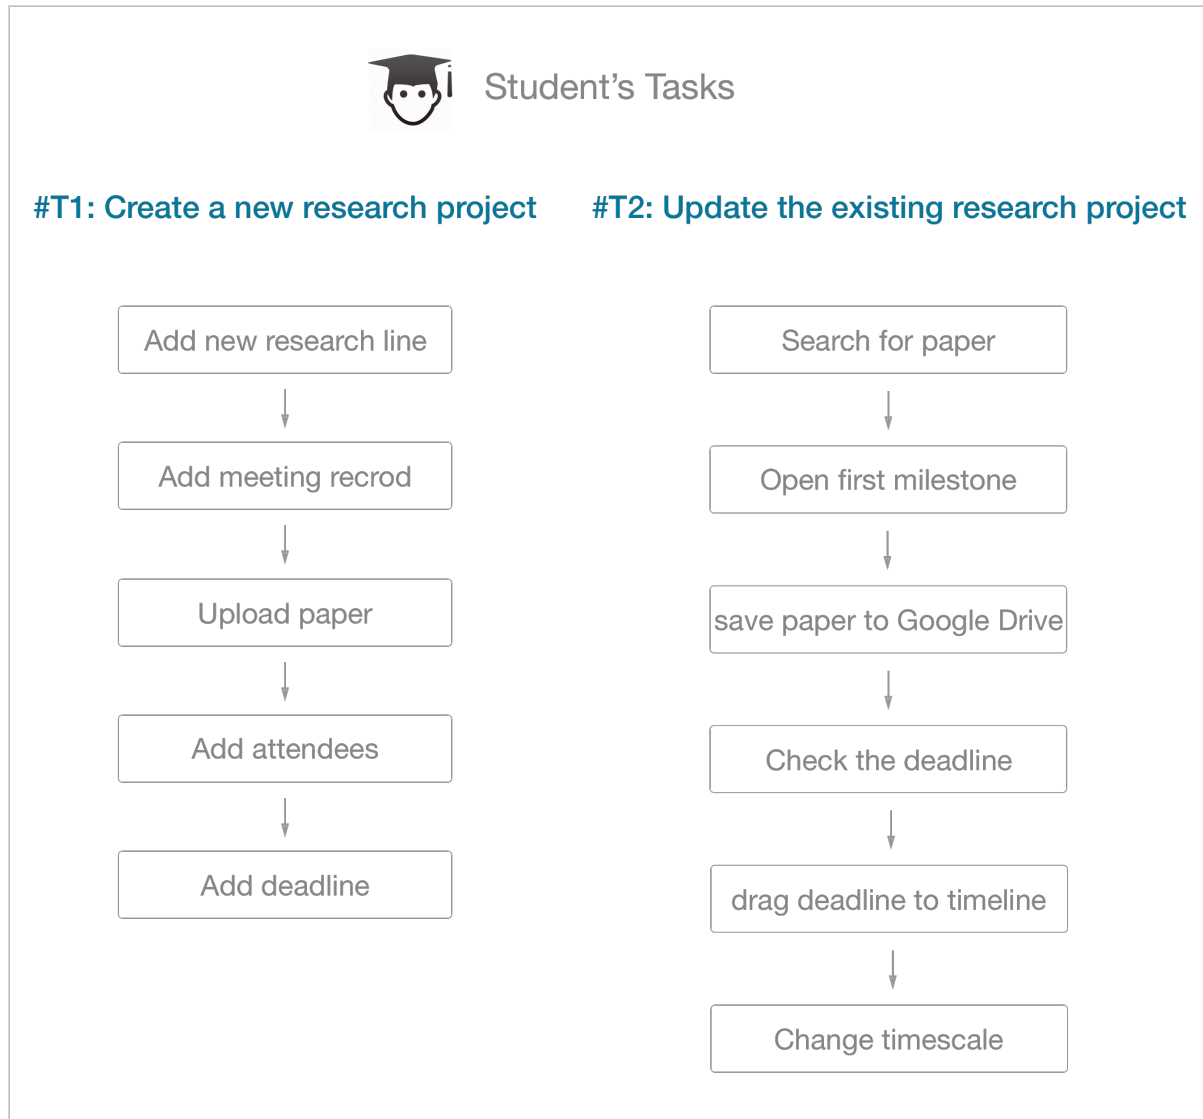 Student’s Tasks
#T1: Create a new research project
Add new research line
Add meeting recrod
Upload paper
Add attendees
Add deadline
#T2: Update the existing research project
Search for paper
Open first milestone
save paper to Google Drive
Check the deadline
drag deadline to timeline
Change timescale